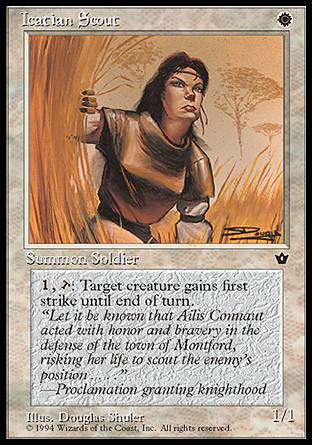 Icatian Scout
Summon Soldier
1, : Target creature gains first
strike until end of turn.
“Let it be known that Ailis Connaut
acted with honor and bravery in the
defense of the town of Montford,
risking her life to scout the enemy's
position . . . .”
—Proclamation granting knighthood
Illus. Douglas Shuler
1/1
© 1994 Wizards of the Coast, Inc. All rights reserved.